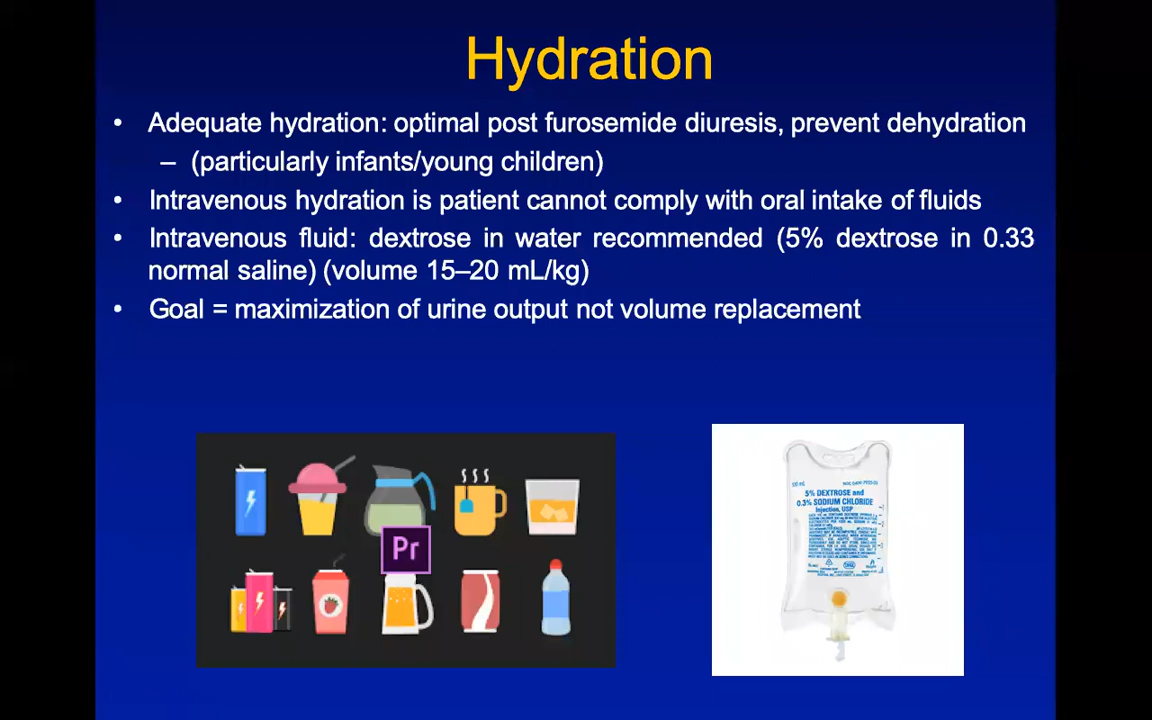 Hydration
• Adequate hydration: optimal post furosemide diuresis, prevent dehydration
– (particularly infants/young children)
• Intravenous hydration is patient cannot comply with oral intake of fluids
• Intravenous fluid: dextrose in water recommended (5% dextrose in 0.33
normal saline) (volume 15–20 mL/kg)
• Goal = maximization of urine output not volume replacement
Pr
5% DEXTROSE and
0.3% SODIUM CHLORIDE
Injection, USP